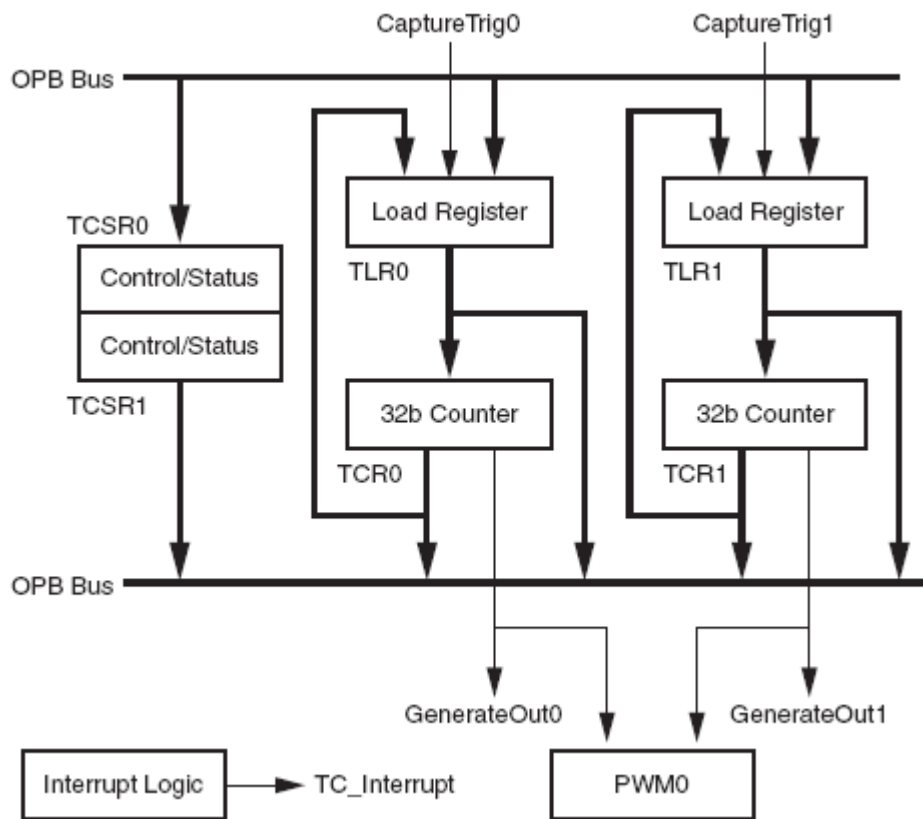 CaptureTrig0
CaptureTrig1
OPB Bus
Load Register
Load Register
TCSR0
TLR0
TLR1
Control/Status
Control/Status
TCSR1
32b Counter
32b Counter
TCR0
TCR1
OPB Bus
GenerateOut0
GenerateOut1
Interrupt Logic
TC_Interrupt
PWM0